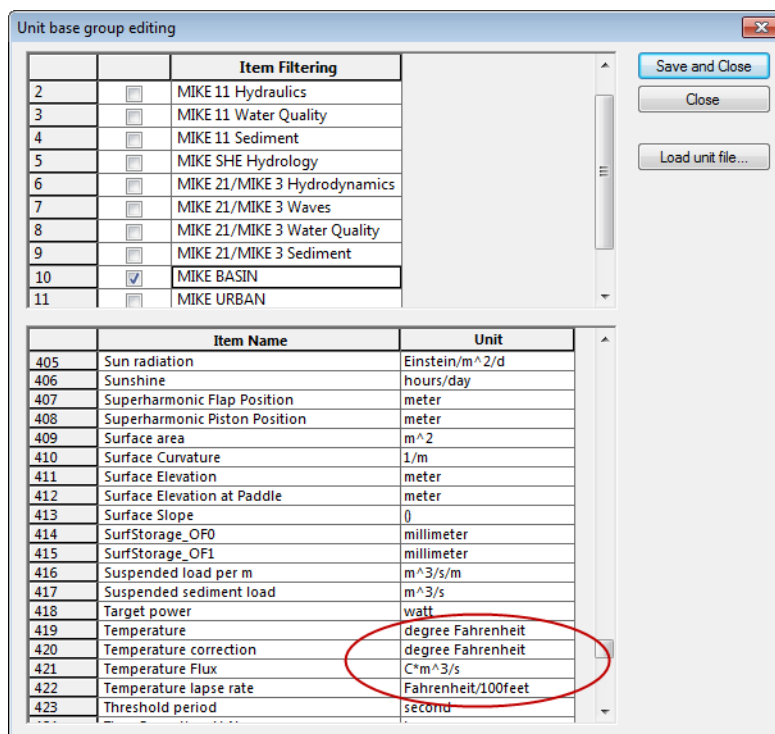 Unit base group editing
Item Filtering
2 MIKE 11 Hydraulics
3 MIKE 11 Water Quality
4 MIKE 11 Sediment
5 MIKE SHE Hydrology
6 MIKE 21/MIKE 3 Hydrodynamics
7 MIKE 21/MIKE 3 Waves
8 MIKE 21/MIKE 3 Water Quality
9 MIKE 21/MIKE 3 Sediment
10 MIKE BASIN
11 MIKE URBAN
Save and Close
Close
Load unit file...
Item Name Unit
405 Sun radiation Einstein/m^2/d
406 Sunshine hours/day
407 Superharmonic Flap Position meter
408 Superharmonic Piston Position meter
409 Surface area m^2
410 Surface Curvature 1/m
411 Surface Elevation meter
412 Surface Elevation at Paddle meter
413 Surface Slope ()
414 SurfStorage_OF0 millimeter
415 SurfStorage_OF1 millimeter
416 Suspended load per m m^3/s/m
417 Suspended sediment load m^3/s
418 Target power watt
419 Temperature degree Fahrenheit
420 Temperature correction degree Fahrenheit
421 Temperature Flux C*m^3/s
422 Temperature lapse rate Fahrenheit/100feet
423 Threshold period second